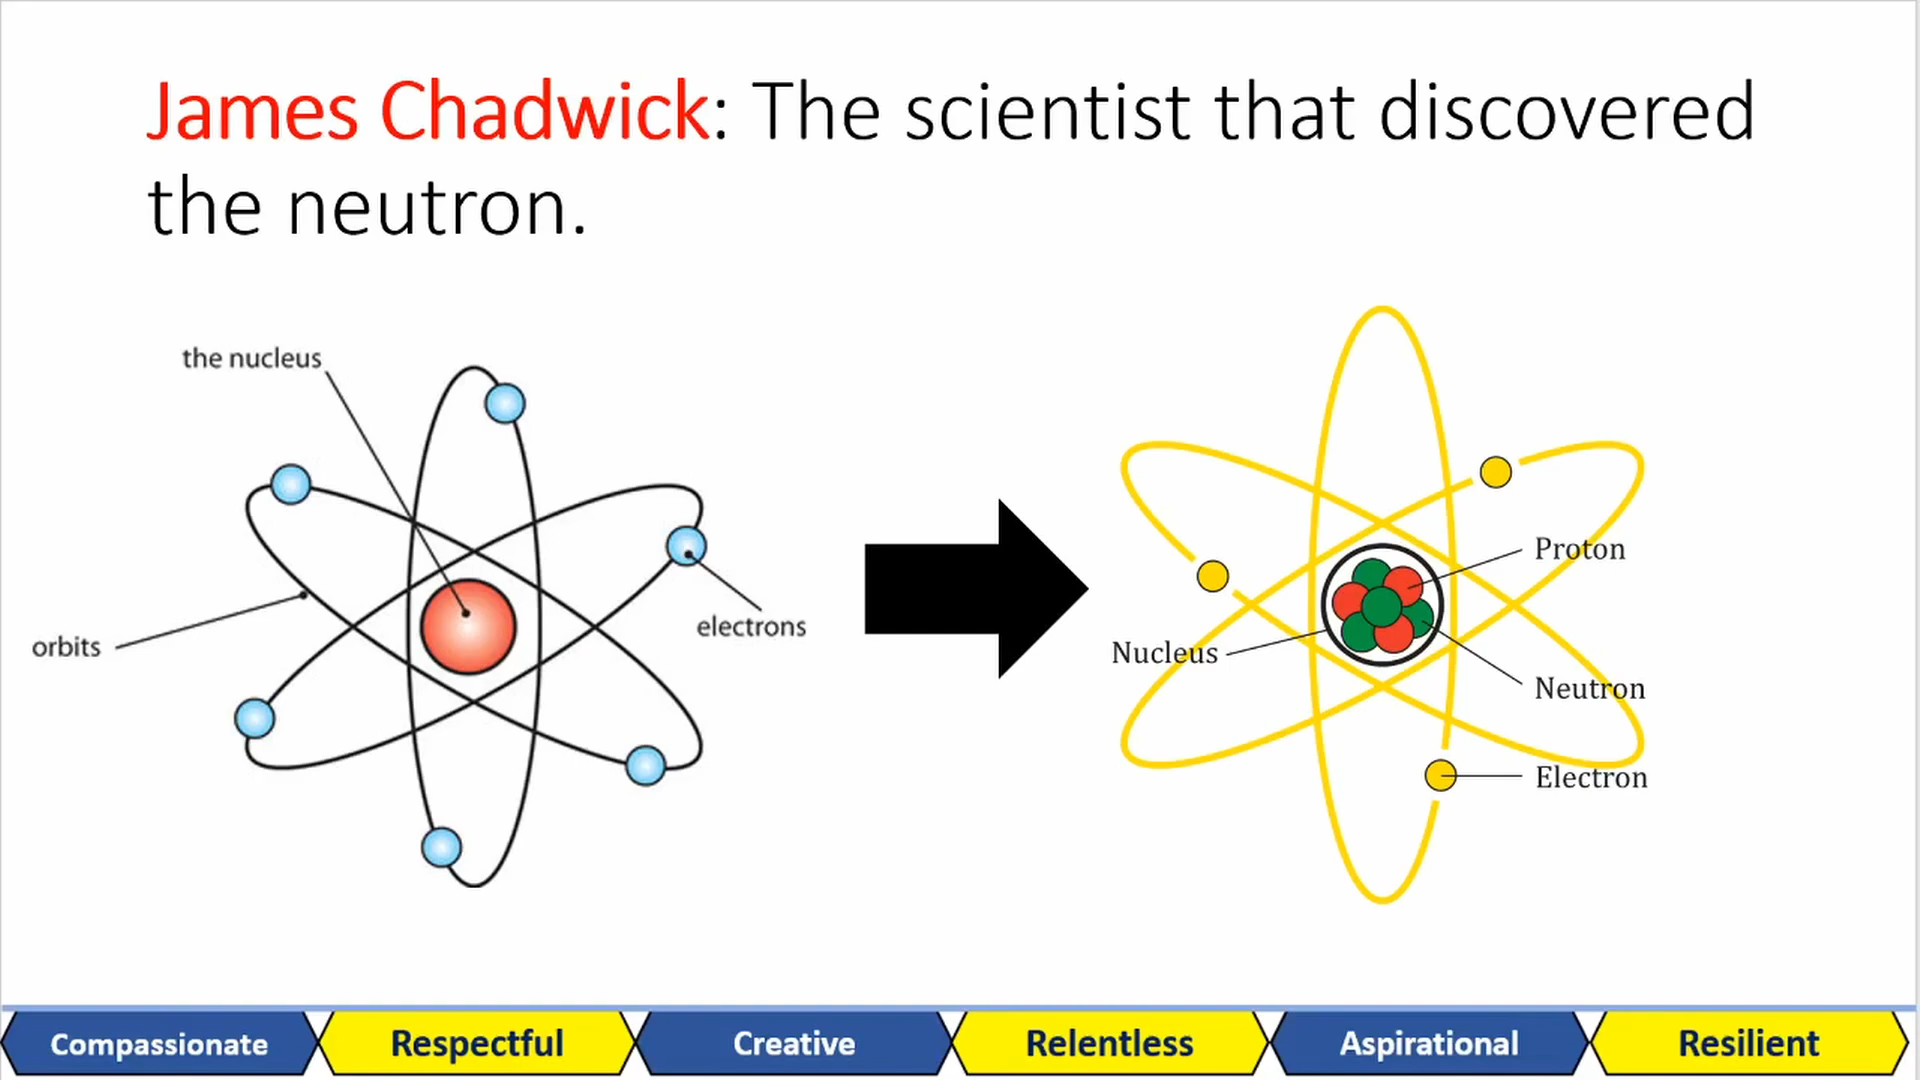 James Chadwick: The scientist that discovered
the neutron.
the nucleus
orbits
electrons
Proton
Nucleus
Neutron
Electron
Compassionate
Respectful
Creative
Relentless
Aspirational
Resilient